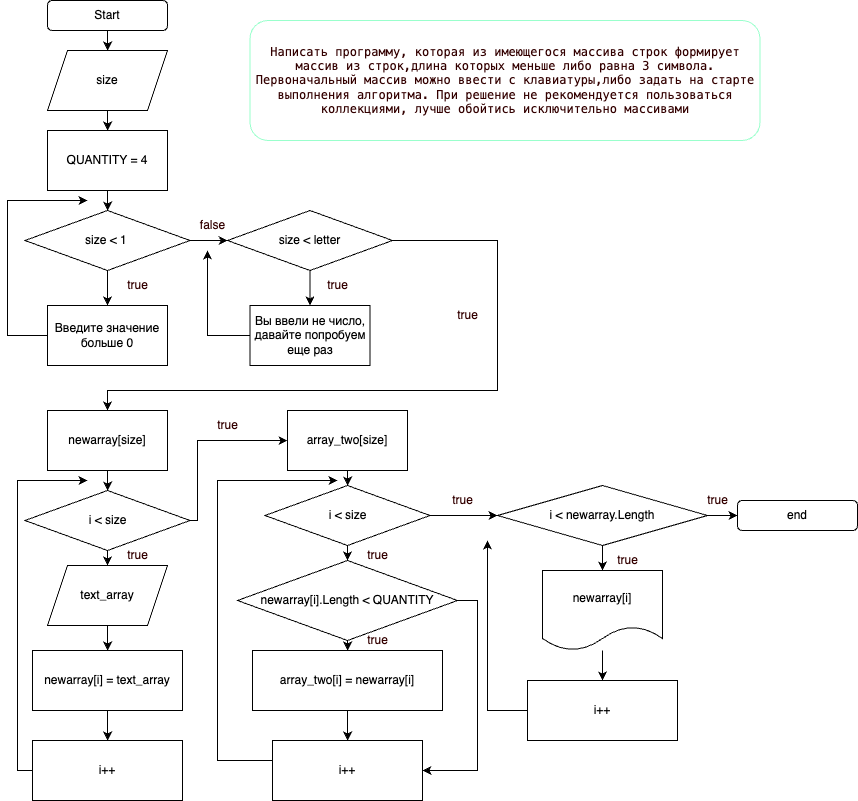 Start
Написать программу, которая из имеющегося массива строк формирует
массив из строк,длина которых меньше либо равна 3 символа.
Первоначальный массив можно ввести с клавиатуры,либо задать на старте
выполнения алгоритма. При решение не рекомендуется пользоваться
коллекциями, лучше обойтись исключительно массивами
size
QUANTITY = 4
size < 1
false
size < letter
true
true
true
Введите значение
больше 0
Вы ввели не число,
давайте попробуем
еще раз
newarray[size]
true
array_two[size]
i < size
true
text_array
newarray[i] = text_array
i++
i < size
true
true
newarray[i].Length < QUANTITY
true
array_two[i] = newarray[i]
i++
i < newarray.Length
true
true
newarray[i]
i++
end